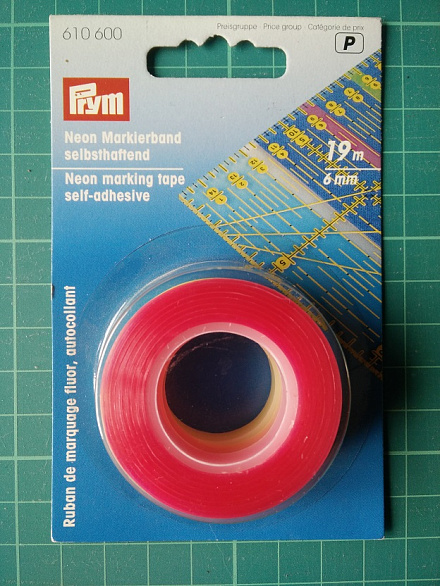 610 600
Preisgruppe · Price group · Catégorie de prix
P
Prym
Neon Markierband
selbsthaftend
Neon marking tape
self-adhesive
19 m
6 mm
Ruban de marquage fluor, autocollant